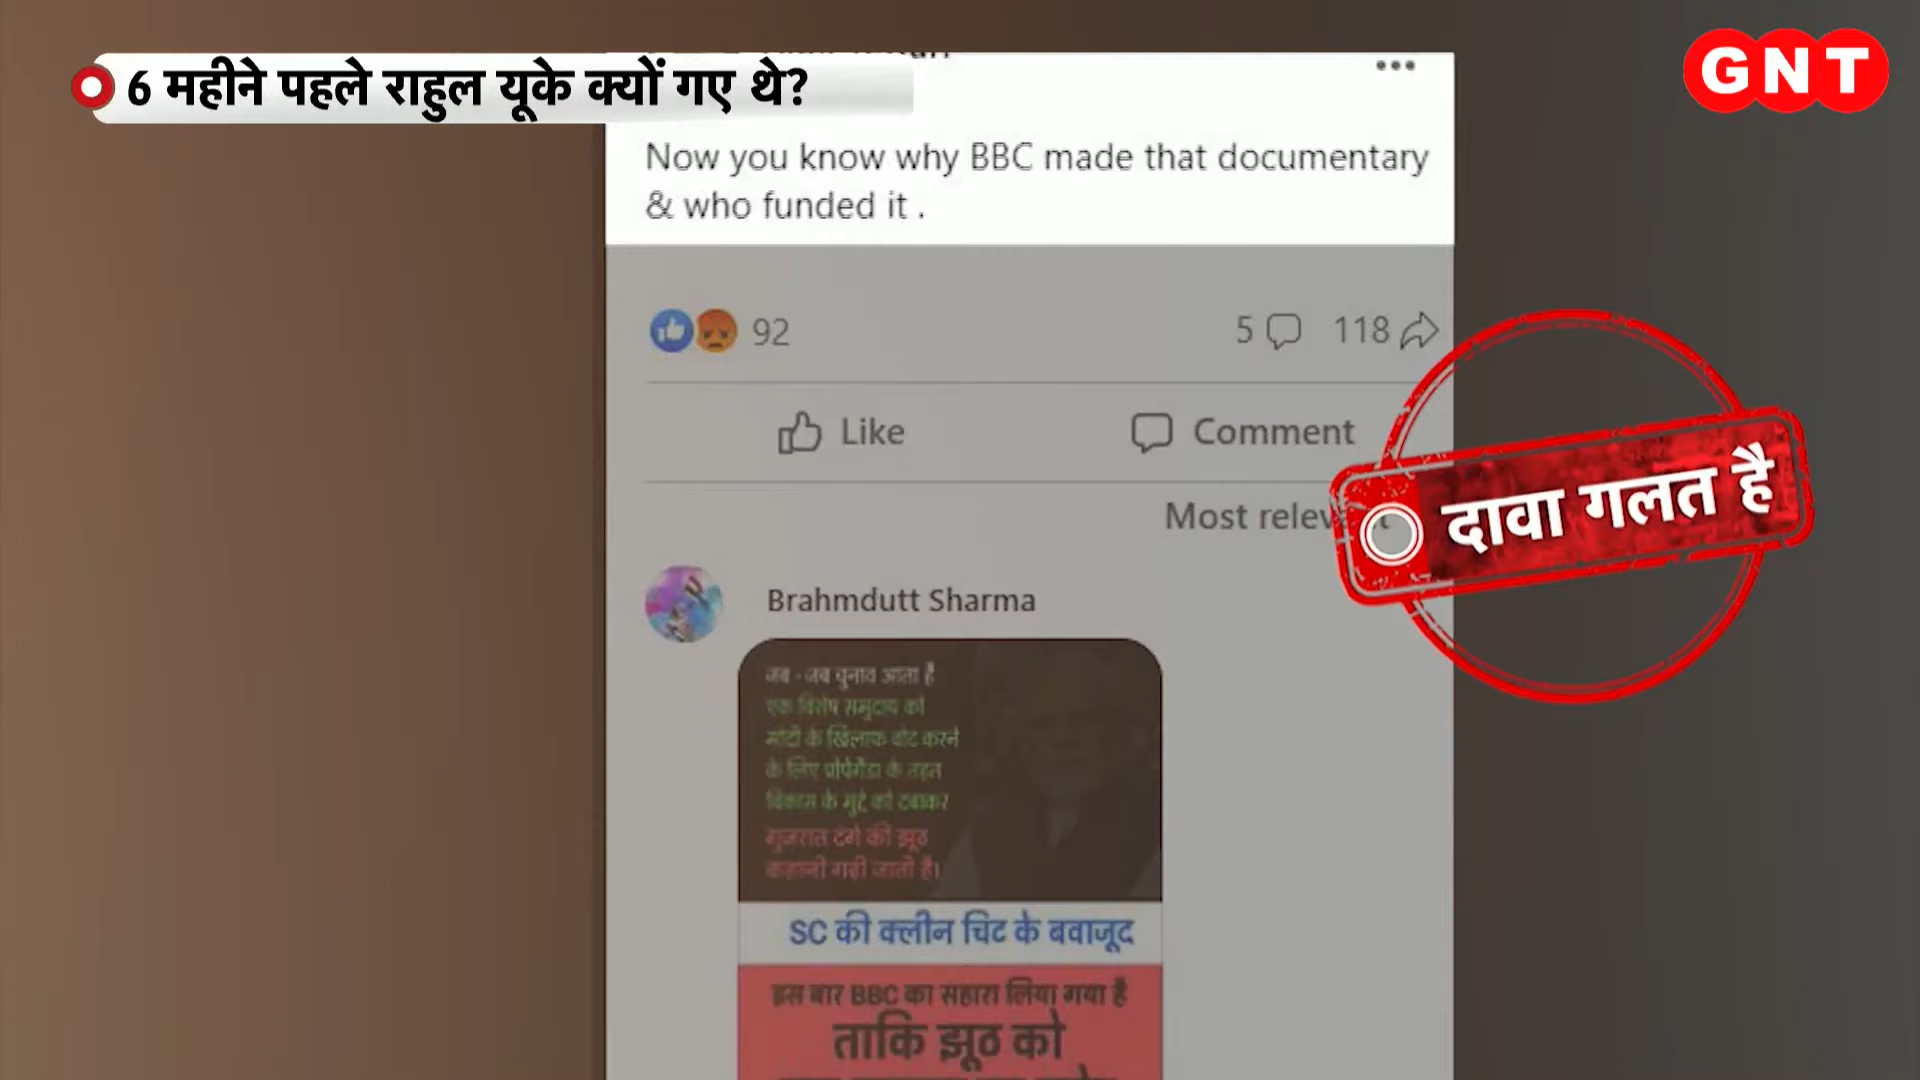 6 महीने पहले राहुल यूके क्यों गए थे?
GNT
Now you know why BBC made that documentary
& who funded it .
92
5
118
Like
Comment
Most relev
दावा गलत है
Brahmdutt Sharma
जब - जब चुनाव आता है
एक विशेष समुदाय को
मोदी के खिलाफ वोट करने
के लिए प्रोपेगैंडा के तहत
विकास के मुद्दे को दबाकर
गुजरात दंगे की झूठ
कहानी गढ़ी जाती है।
SC की क्लीन चिट के बवाजूद
इस बार BBC का सहारा लिया गया है
ताकि झूठ को